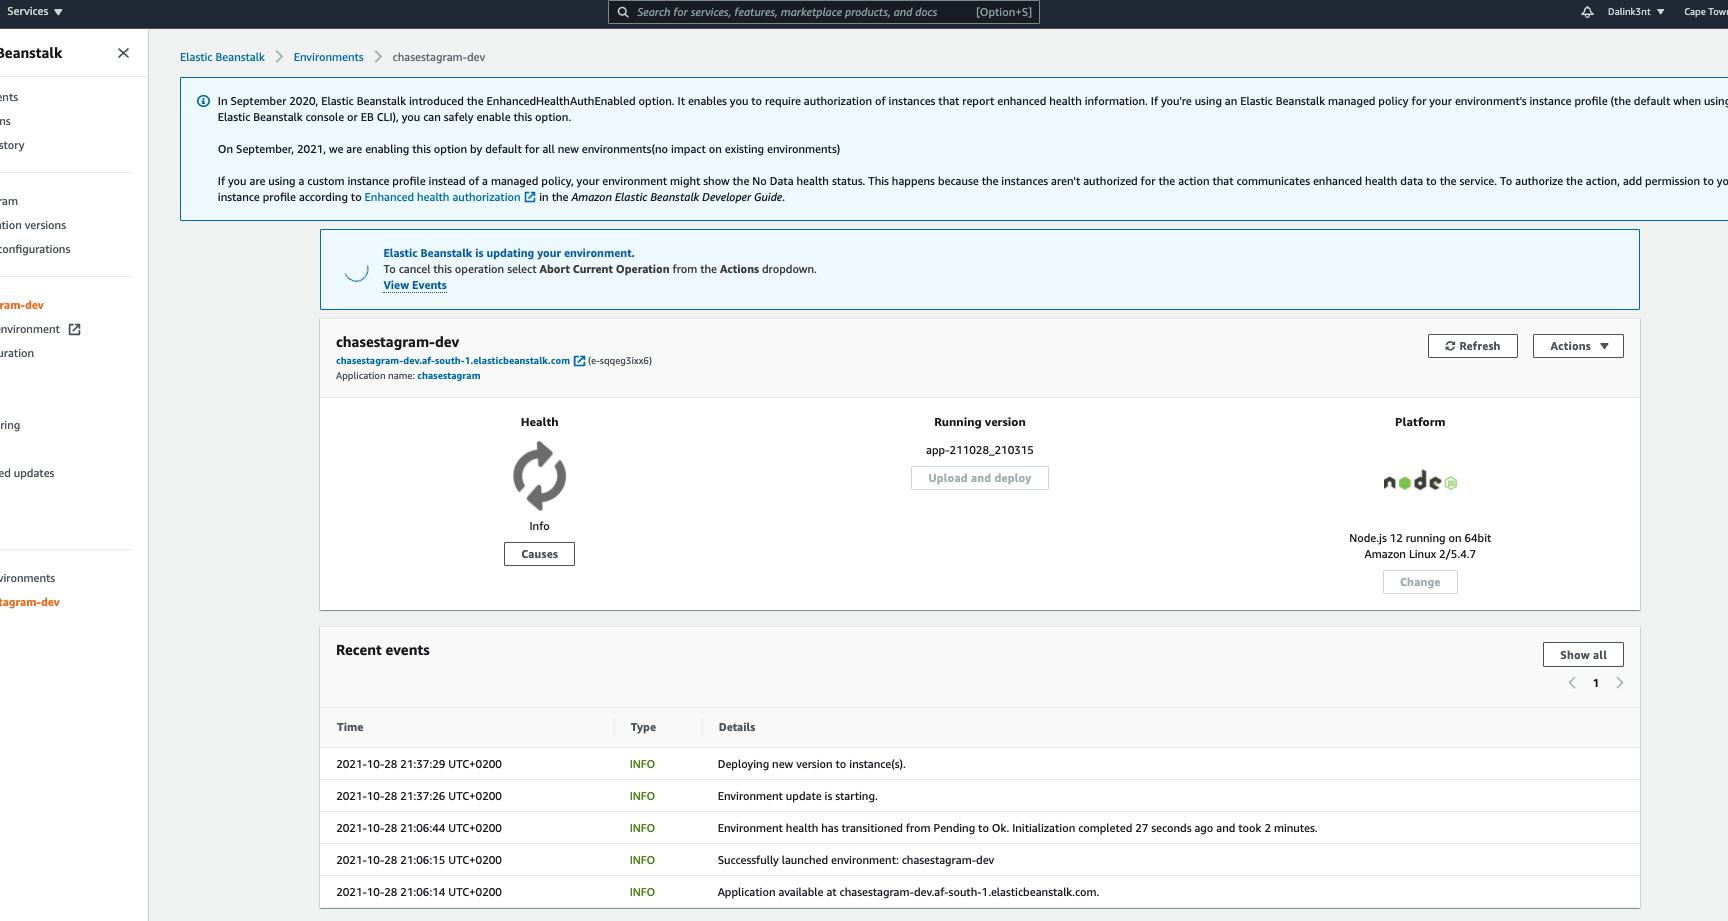 Services
Search for services, features, marketplace products, and docs [Option+S]
Dalink3nt
Cape Town
Beanstalk
Elastic Beanstalk > Environments > chasestagram-dev
In September 2020, Elastic Beanstalk introduced the EnhancedHealthAuthEnabled option. It enables you to require authorization of instances that report enhanced health information. If you're using an Elastic Beanstalk managed policy for your environment's instance profile (the default when using
Elastic Beanstalk console or EB CLI), you can safely enable this option.
On September, 2021, we are enabling this option by default for all new environments(no impact on existing environments)
If you are using a custom instance profile instead of a managed policy, your environment might show the No Data health status. This happens because the instances aren't authorized for the action that communicates enhanced health data to the service. To authorize the action, add permission to yo
instance profile according to Enhanced health authorization in the Amazon Elastic Beanstalk Developer Guide.
ents
ns
story
ram
tion versions
configurations
ram-dev
environment
uration
ring
ed updates
vironments
tagram-dev
Elastic Beanstalk is updating your environment.
To cancel this operation select Abort Current Operation from the Actions dropdown.
View Events
chasestagram-dev
chasestagram-dev.af-south-1.elasticbeanstalk.com (e-sqqeg3ixx6)
Application name: chasestagram
Refresh
Actions
Health
Info
Causes
Running version
app-211028_210315
Upload and deploy
Platform
node JS
Node.js 12 running on 64bit
Amazon Linux 2/5.4.7
Change
Recent events
Show all
< 1 >
Time Type Details
2021-10-28 21:37:29 UTC+0200 INFO Deploying new version to instance(s).
2021-10-28 21:37:26 UTC+0200 INFO Environment update is starting.
2021-10-28 21:06:44 UTC+0200 INFO Environment health has transitioned from Pending to Ok. Initialization completed 27 seconds ago and took 2 minutes.
2021-10-28 21:06:15 UTC+0200 INFO Successfully launched environment: chasestagram-dev
2021-10-28 21:06:14 UTC+0200 INFO Application available at chasestagram-dev.af-south-1.elasticbeanstalk.com.